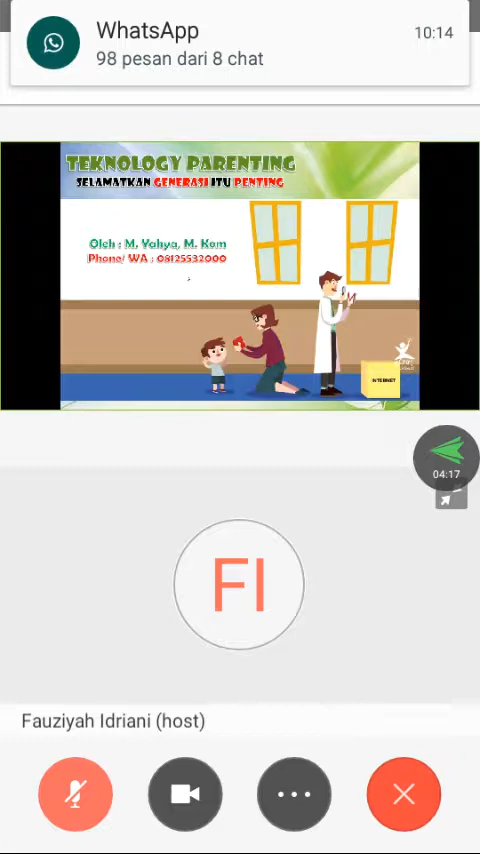 WhatsApp
10:14
98 pesan dari 8 chat
TEKNOLOGY PARENTING
SELAMATKAN GENERASI ITU PENTING
Oleh : M. Yahya, M. Kom
Phone/ WA : 08125532000
INTERNET
04:17
FI
Fauziyah Idriani (host)